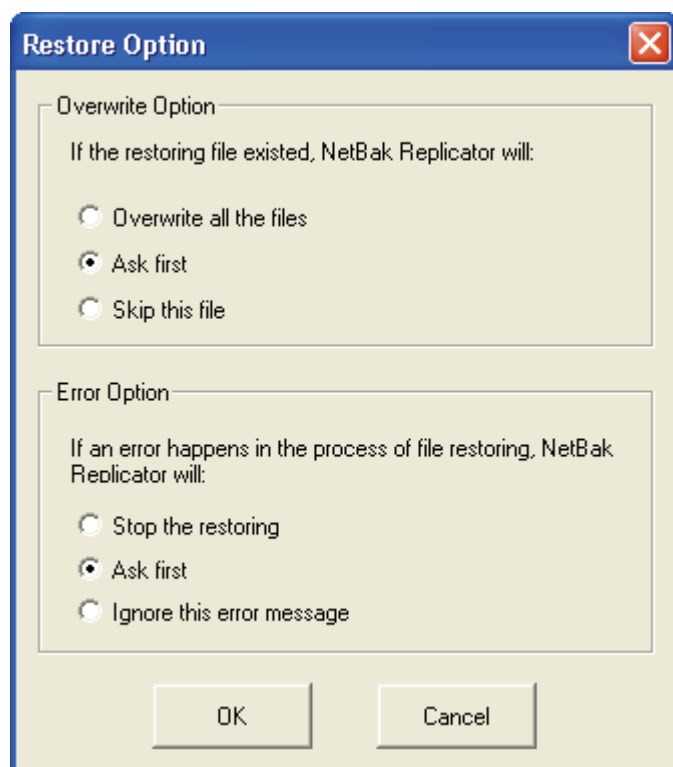 Restore Option
Overwrite Option
If the restoring file existed, NetBak Replicator will:
Overwrite all the files
Ask first
Skip this file
Error Option
If an error happens in the process of file restoring, NetBak
Replicator will:
Stop the restoring
Ask first
Ignore this error message
OK
Cancel